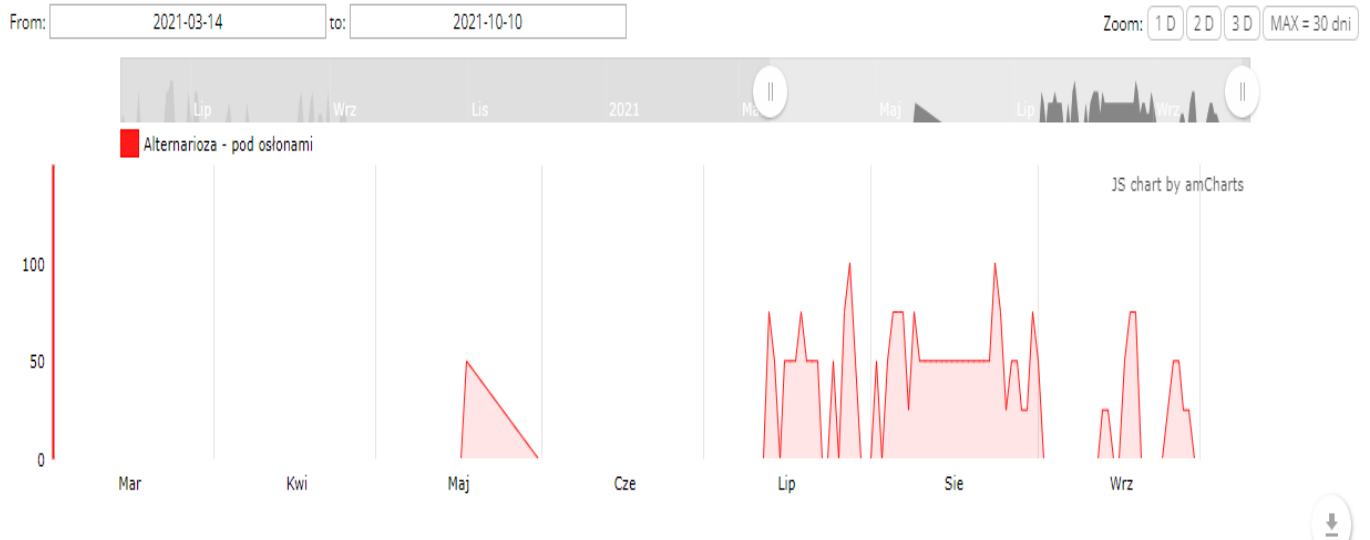 From: 2021-03-14 to: 2021-10-10 Zoom: 1 D 2 D 3 D MAX = 30 dni
Lip Wrz Lis 2021 Ma Maj Lip Wrz
Alternarioza - pod osłonami
JS chart by amCharts
100
50
0
Mar Kwi Maj Cze Lip Sie Wrz